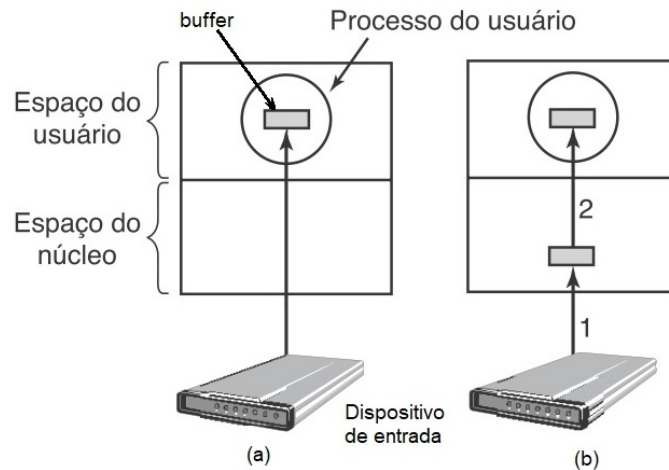 buffer
Processo do usuário
Espaço do
usuário
Espaço do
núcleo
2
1
Dispositivo
de entrada
(a)
(b)